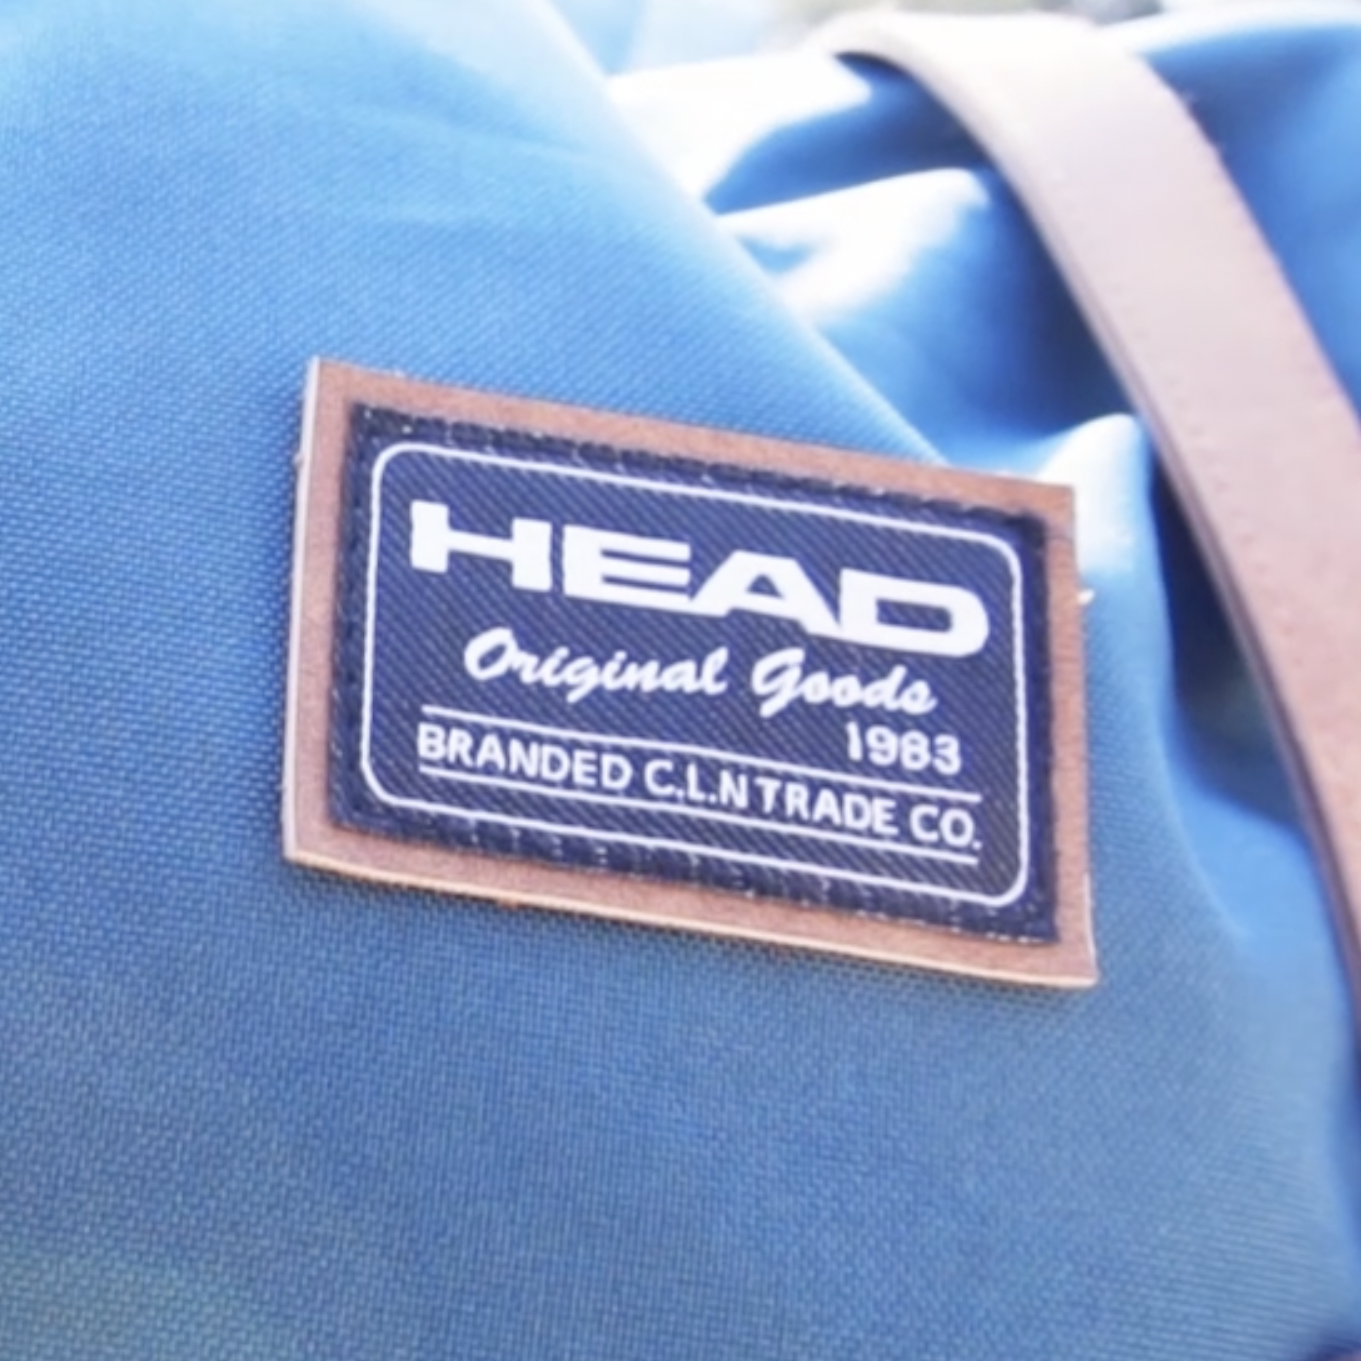 HEAD
Original Goods
1983
BRANDED C.L.N TRADE CO.